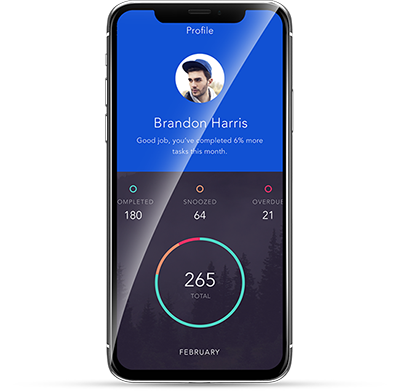 Profile
Brandon Harris
Good job, you've completed 6% more
tasks this month.
OMPLETED SNOOZED OVERDUE
180 64 21
265
TOTAL
FEBRUARY